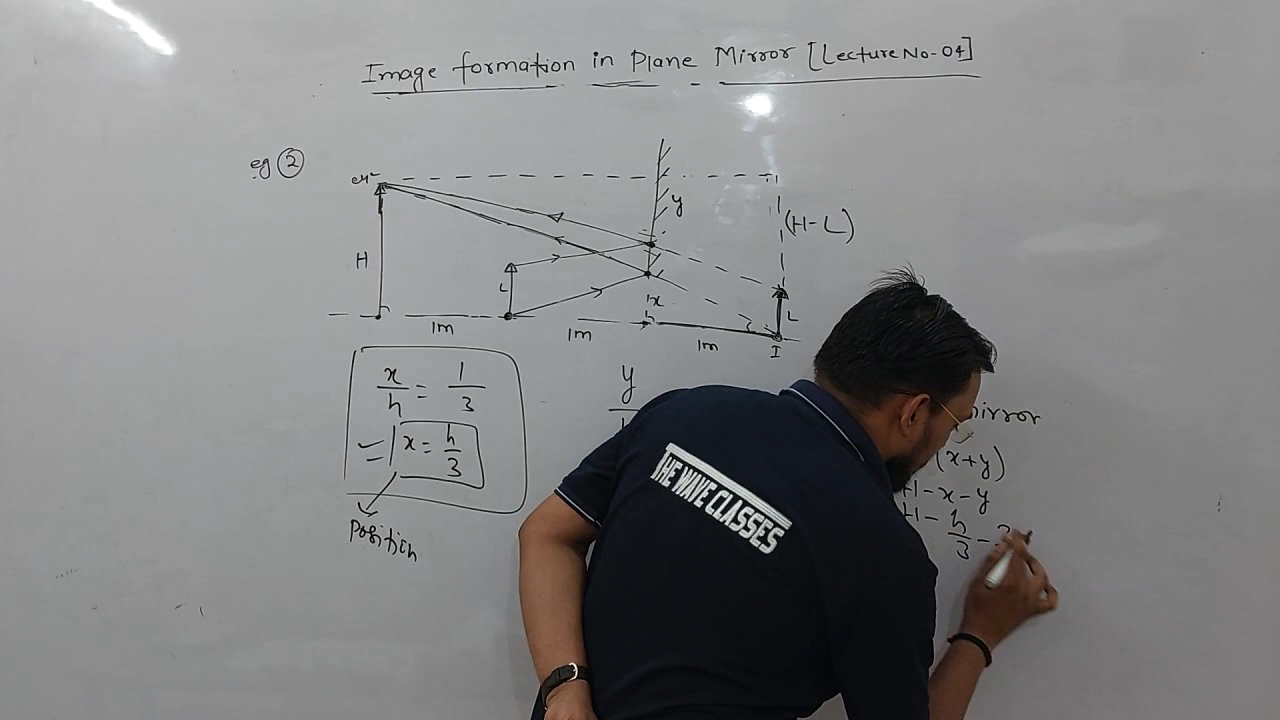 Image formation in Plane Mirror [Lecture No-04]
eg ②
y
(H-L)
H
L
x
h
L
1m
1m
1m
I
x/h = 1/3
x = h/3
Position
y
mirror
(x+y)
H-x-y
H - h/3 -
THE WAVE CLASSES